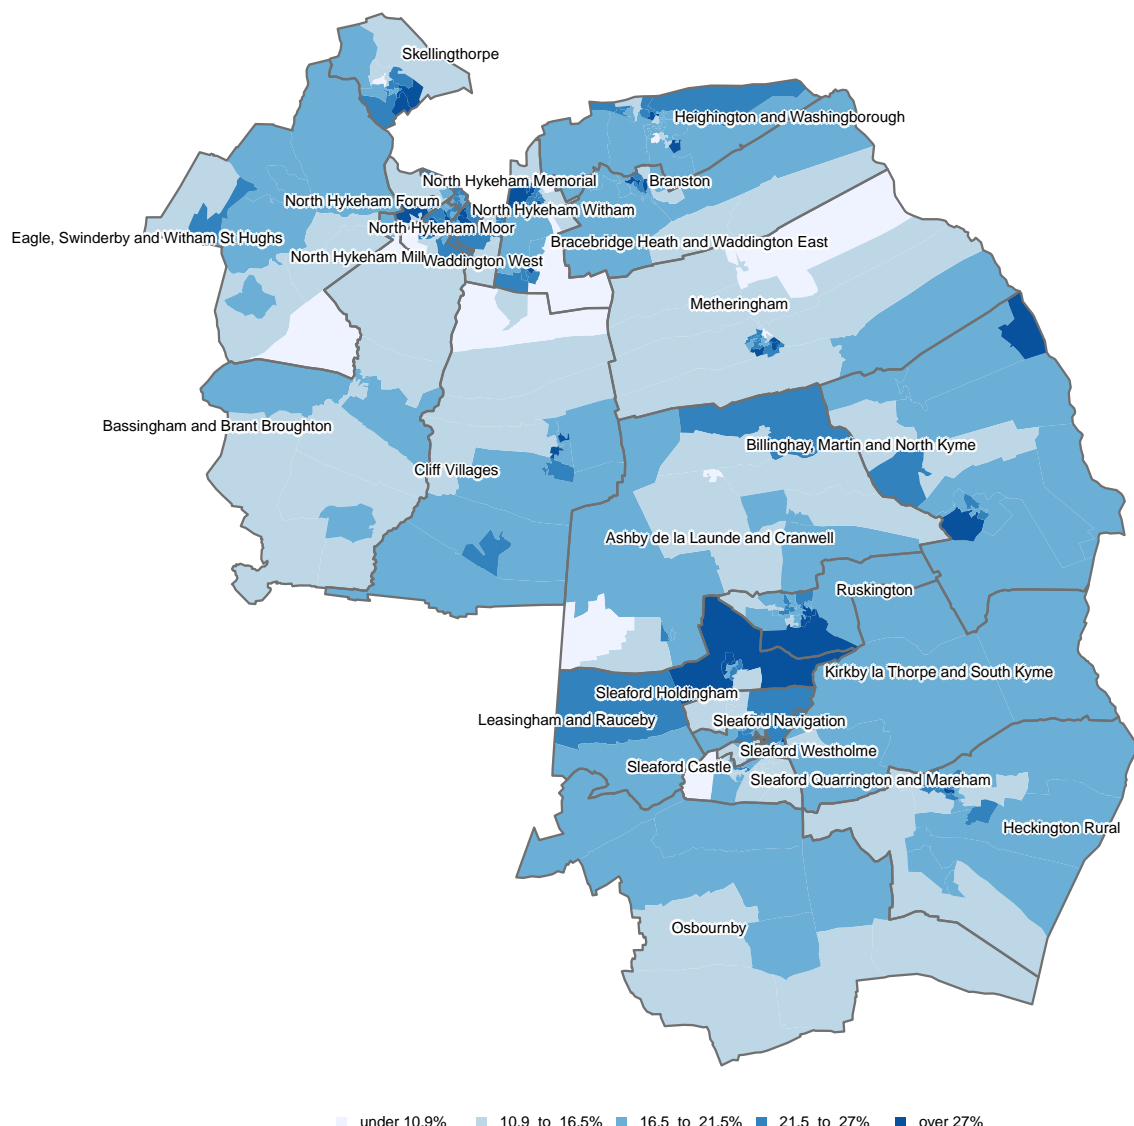 Skellingthorpe
Heighington and Washingborough
North Hykeham Memorial
Branston
North Hykeham Forum
North Hykeham Witham
North Hykeham Moor
Eagle, Swinderby and Witham St Hughs
Bracebridge Heath and Waddington East
North Hykeham Mill
Waddington West
Metheringham
Bassingham and Brant Broughton
Billinghay, Martin and North Kyme
Cliff Villages
Ashby de la Launde and Cranwell
Ruskington
Kirkby la Thorpe and South Kyme
Sleaford Holdingham
Leasingham and Rauceby
Sleaford Navigation
Sleaford Westholme
Sleaford Castle
Sleaford Quarrington and Mareham
Heckington Rural
Osbournby
under 10.9% 10.9 to 16.5% 16.5 to 21.5% 21.5 to 27% over 27%